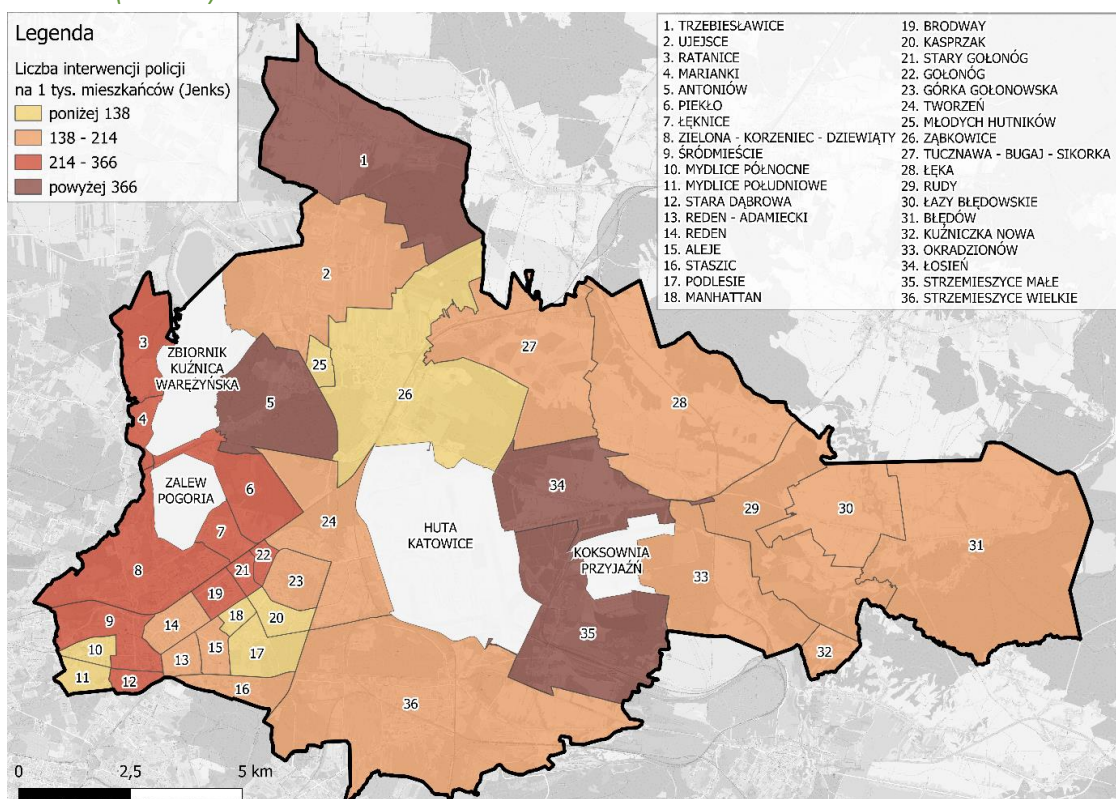 Legenda
Liczba interwencji policji
na 1 tys. mieszkańców (Jenks)
poniżej 138
138 - 214
214 - 366
powyżej 366
1. TRZEBIESŁAWICE
2. UJEJSCE
3. RATANICE
4. MARIANKI
5. ANTONIÓW
6. PIEKŁO
7. ŁĘKNICE
8. ZIELONA - KORZENIEC - DZIEWIĄTY
9. ŚRÓDMIEŚCIE
10. MYDLICE PÓŁNOCNE
11. MYDLICE POŁUDNIOWE
12. STARA DĄBROWA
13. REDEN - ADAMIECKI
14. REDEN
15. ALEJE
16. STASZIC
17. PODLESIE
18. MANHATTAN
19. BRODWAY
20. KASPRZAK
21. STARY GOŁONÓG
22. GOŁONÓG
23. GÓRKA GOŁONOWSKA
24. TWORZEŃ
25. MŁODYCH HUTNIKÓW
26. ZĄBKOWICE
27. TUCZNAWA - BUGAJ - SIKORKA
28. ŁĘKA
29. RUDY
30. ŁAZY BŁĘDOWSKIE
31. BŁĘDÓW
32. KUŹNICZKA NOWA
33. OKRADZIONÓW
34. ŁOSIEŃ
35. STRZEMIESZYCE MAŁE
36. STRZEMIESZYCE WIELKIE
1
2
3
ZBIORNIK
KUŹNICA
WARĘŻYŃSKA
27
25
26
5
28
4
ZALEW
POGORIA
6
34
7
24
HUTA
KATOWICE
29
30
KOKSOWNIA
PRZYJAŹŃ
31
8
22
21
23
33
19
18
20
9
14
10
15
17
13
35
32
11
12
16
36
0
2,5
5 km